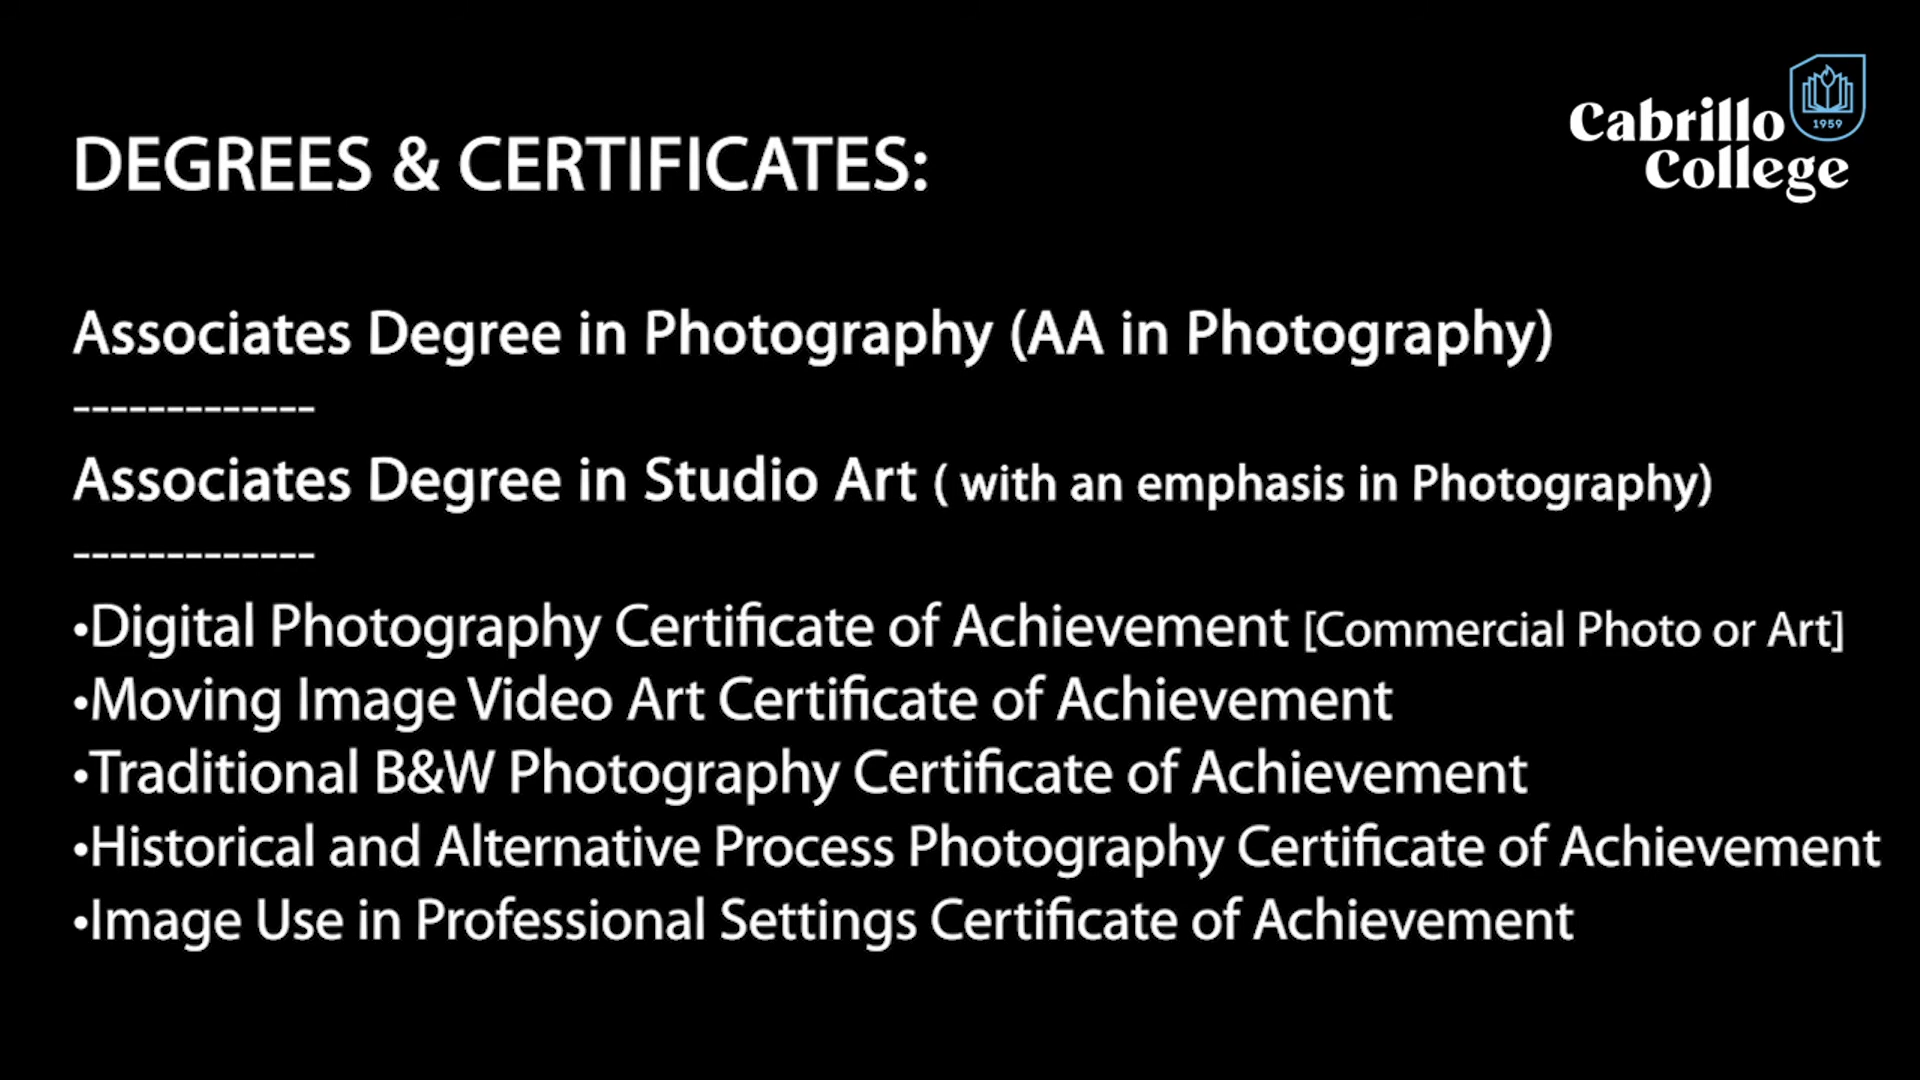 Cabrillo
College
1959
DEGREES & CERTIFICATES:
Associates Degree in Photography (AA in Photography)
-------------
Associates Degree in Studio Art ( with an emphasis in Photography)
-------------
•Digital Photography Certificate of Achievement [Commercial Photo or Art]
•Moving Image Video Art Certificate of Achievement
•Traditional B&W Photography Certificate of Achievement
•Historical and Alternative Process Photography Certificate of Achievement
•Image Use in Professional Settings Certificate of Achievement